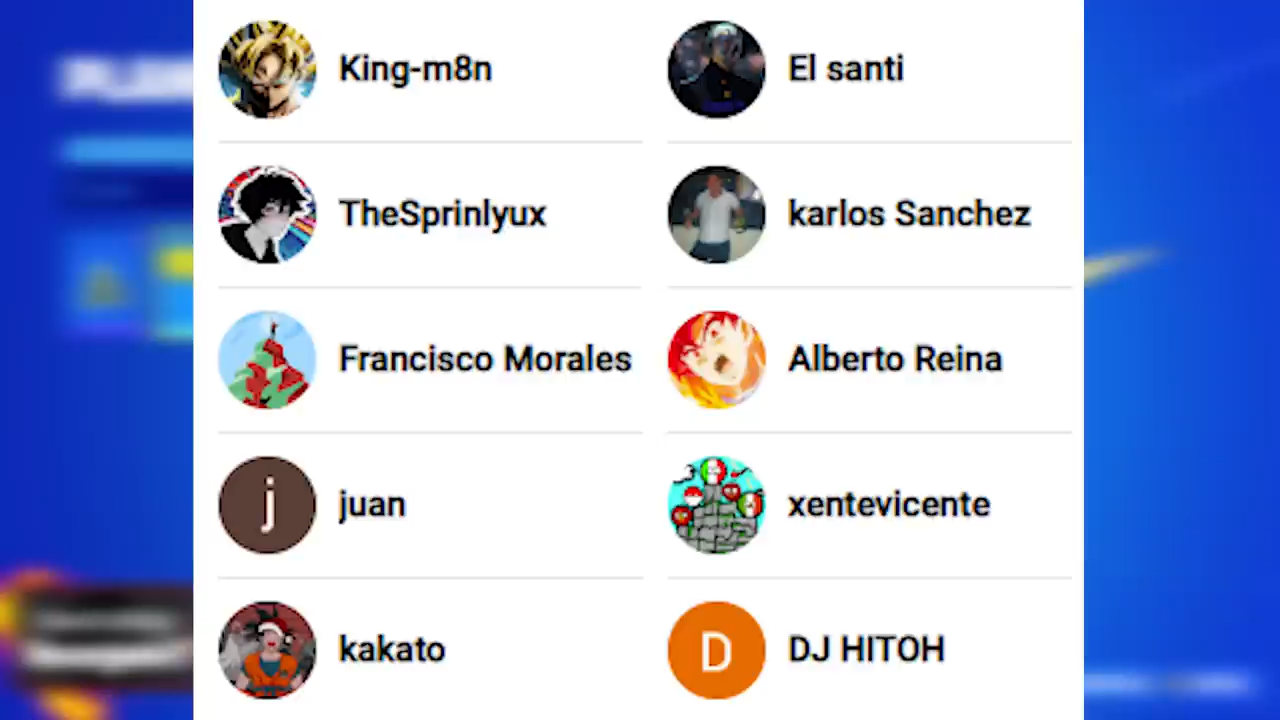 King-m8n
El santi
TheSprinlyux
karlos Sanchez
Francisco Morales
Alberto Reina
j
juan
xentevicente
kakato
D
DJ HITOH